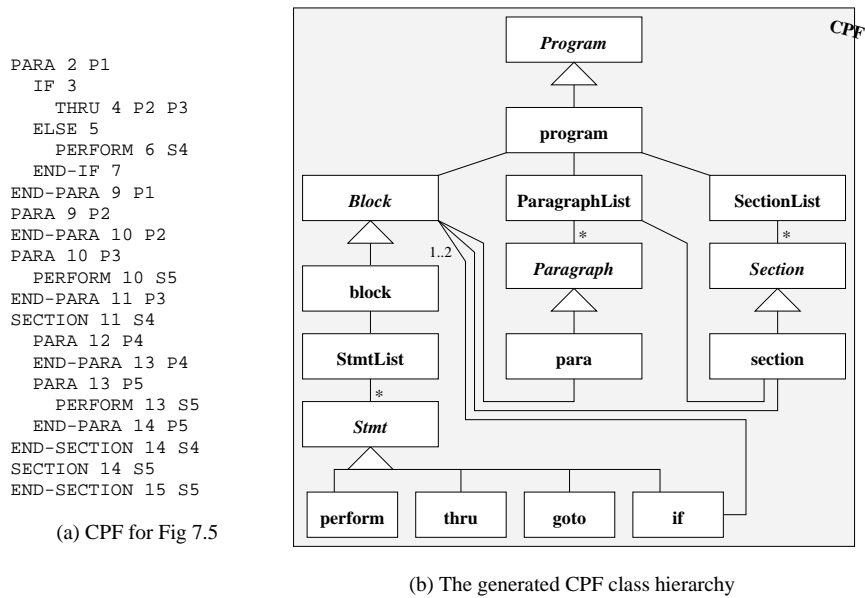 PARA 2 P1
IF 3
THRU 4 P2 P3
ELSE 5
PERFORM 6 S4
END-IF 7
END-PARA 9 P1
PARA 9 P2
END-PARA 10 P2
PARA 10 P3
PERFORM 10 S5
END-PARA 11 P3
SECTION 11 S4
PARA 12 P4
END-PARA 13 P4
PARA 13 P5
PERFORM 13 S5
END-PARA 14 P5
END-SECTION 14 S4
SECTION 14 S5
END-SECTION 15 S5
(a) CPF for Fig 7.5
CPF
Program
program
Block
ParagraphList
SectionList
1..2
*
*
Paragraph
Section
block
StmtList
para
section
*
Stmt
perform
thru
goto
if
(b) The generated CPF class hierarchy